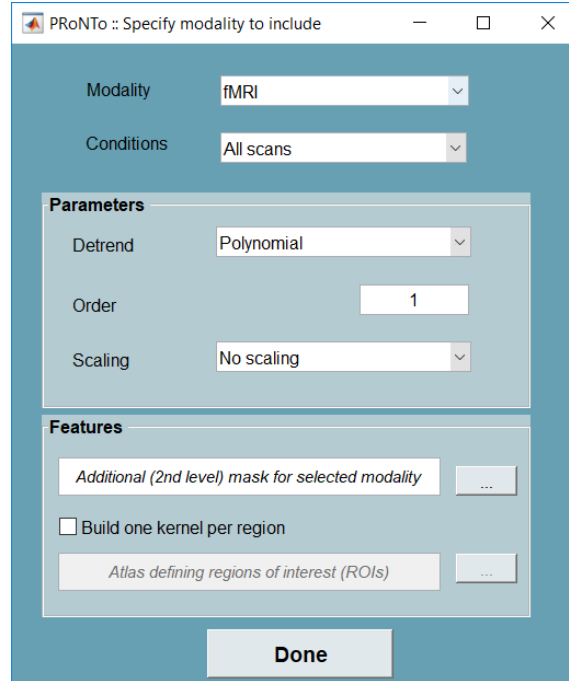 PRoNTo :: Specify modality to include
Modality fMRI
Conditions All scans
Parameters
Detrend Polynomial
Order 1
Scaling No scaling
Features
Additional (2nd level) mask for selected modality ...
Build one kernel per region
Atlas defining regions of interest (ROIs) ...
Done